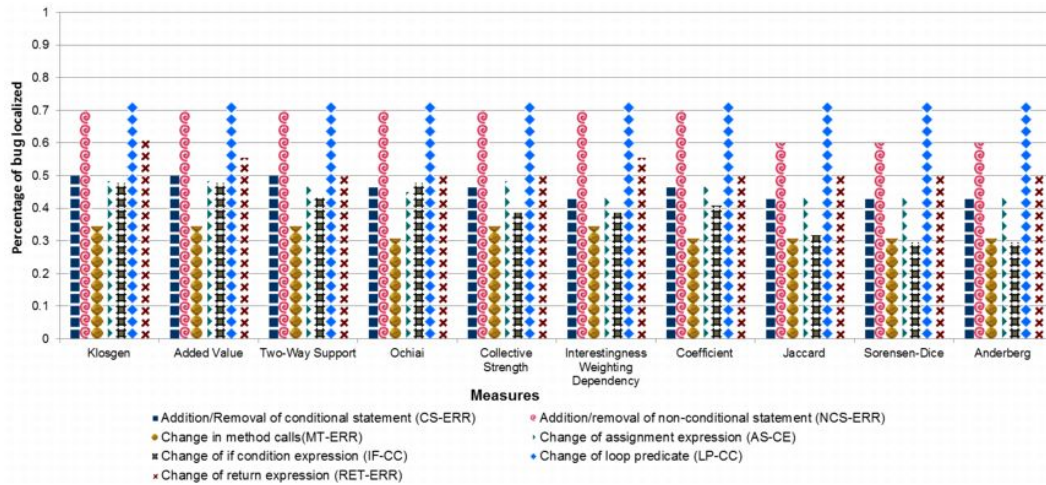 1
0.9
0.8
0.7
0.6
0.5
0.4
0.3
0.2
0.1
0
Percentage of bug localized
Klosgen
Added Value
Two-Way Support
Ochiai
Collective
Strength
Interestingness
Weighting
Dependency
Coefficient
Jaccard
Sorensen-Dice
Anderberg
Measures
Addition/Removal of conditional statement (CS-ERR)
Addition/removal of non-conditional statement (NCS-ERR)
Change in method calls(MT-ERR)
Change of assignment expression (AS-CE)
Change of if condition expression (IF-CC)
Change of loop predicate (LP-CC)
Change of return expression (RET-ERR)